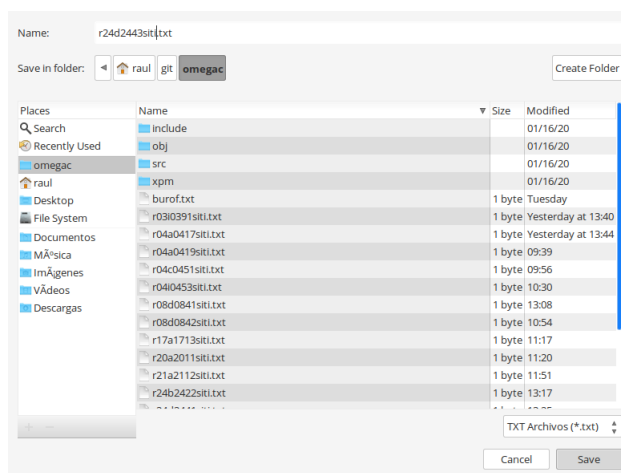 Name: r24d2443siti.txt
Save in folder: raul git omegac Create Folder
Places Name Size Modified
Search include 01/16/20
Recently Used obj 01/16/20
omegac src 01/16/20
raul xpm 01/16/20
Desktop burof.txt 1 byte Tuesday
File System r03i0391siti.txt 1 byte Yesterday at 13:40
Documentos r04a0417siti.txt 1 byte Yesterday at 13:44
MÃºsica r04a0419siti.txt 1 byte 09:39
ImÃ¡genes r04c0451siti.txt 1 byte 09:56
VÃdeos r04i0453siti.txt 1 byte 10:30
Descargas r08d0841siti.txt 1 byte 13:08
r08d0842siti.txt 1 byte 10:54
r17a1713siti.txt 1 byte 11:17
r20a2011siti.txt 1 byte 11:20
r21a2112siti.txt 1 byte 11:51
r24b2422siti.txt 1 byte 13:17
TXT Archivos (*.txt)
Cancel Save